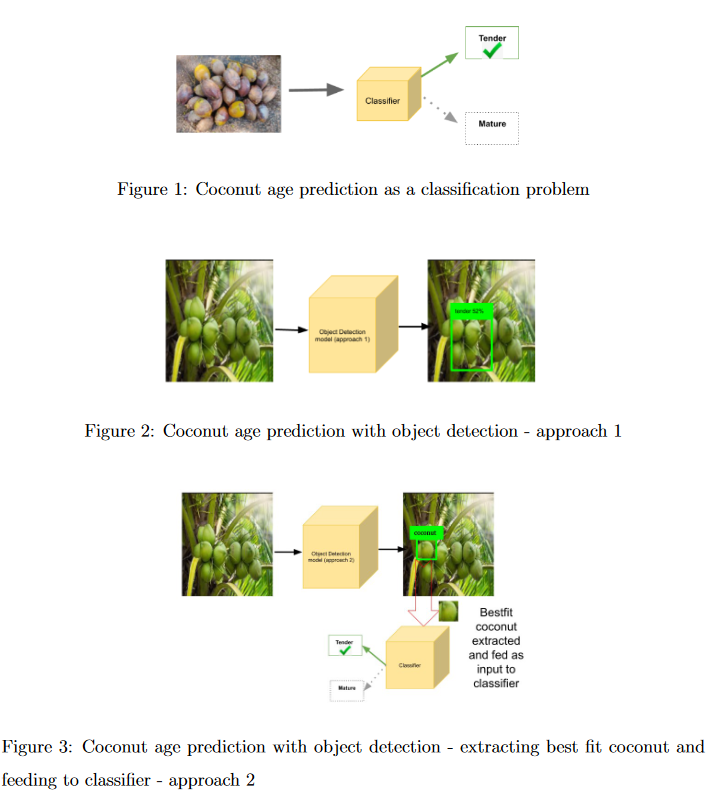 Tender
Classifier
Mature
Figure 1: Coconut age prediction as a classification problem
tender 52%
Object Detection
model (approach 1)
Figure 2: Coconut age prediction with object detection - approach 1
coconut
Object Detection
model (approach 2)
Bestfit
coconut
extracted
and fed as
input to
classifier
Tender
Classifier
Mature
Figure 3: Coconut age prediction with object detection - extracting best fit coconut and
feeding to classifier - approach 2